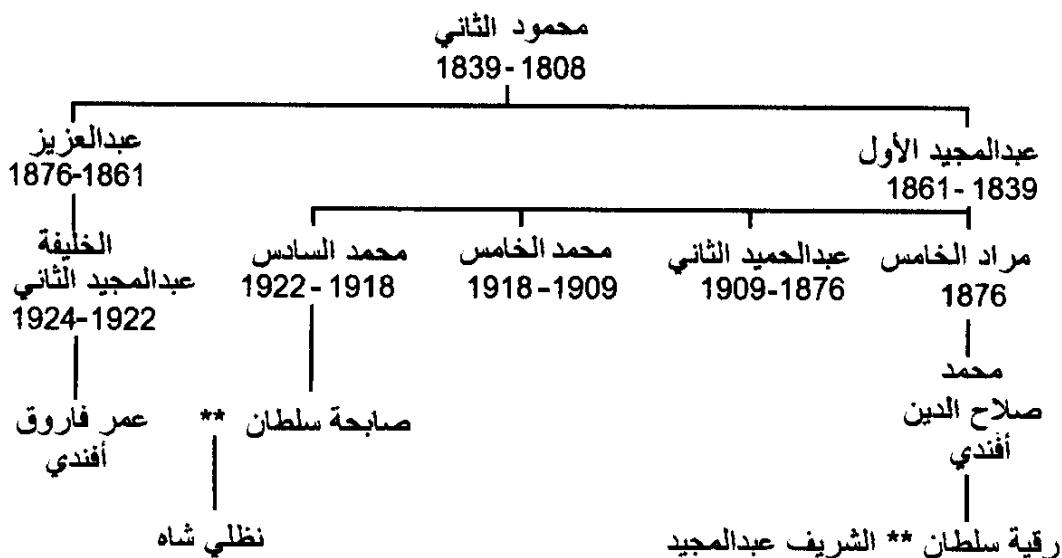 محمود الثاني
1839-1808
عبدالمجيد الأول
1861-1839
عبدالعزيز
1876-1861
مراد الخامس
1876
عبدالحميد الثاني
1909-1876
محمد الخامس
1918-1909
محمد السادس
1922-1918
الخليفة
عبدالمجيد الثاني
1924-1922
محمد
صلاح الدين
أفندي
صابحة سلطان **
عمر فاروق
أفندي
رقية سلطان ** الشريف عبدالمجيد
نظلي شاه